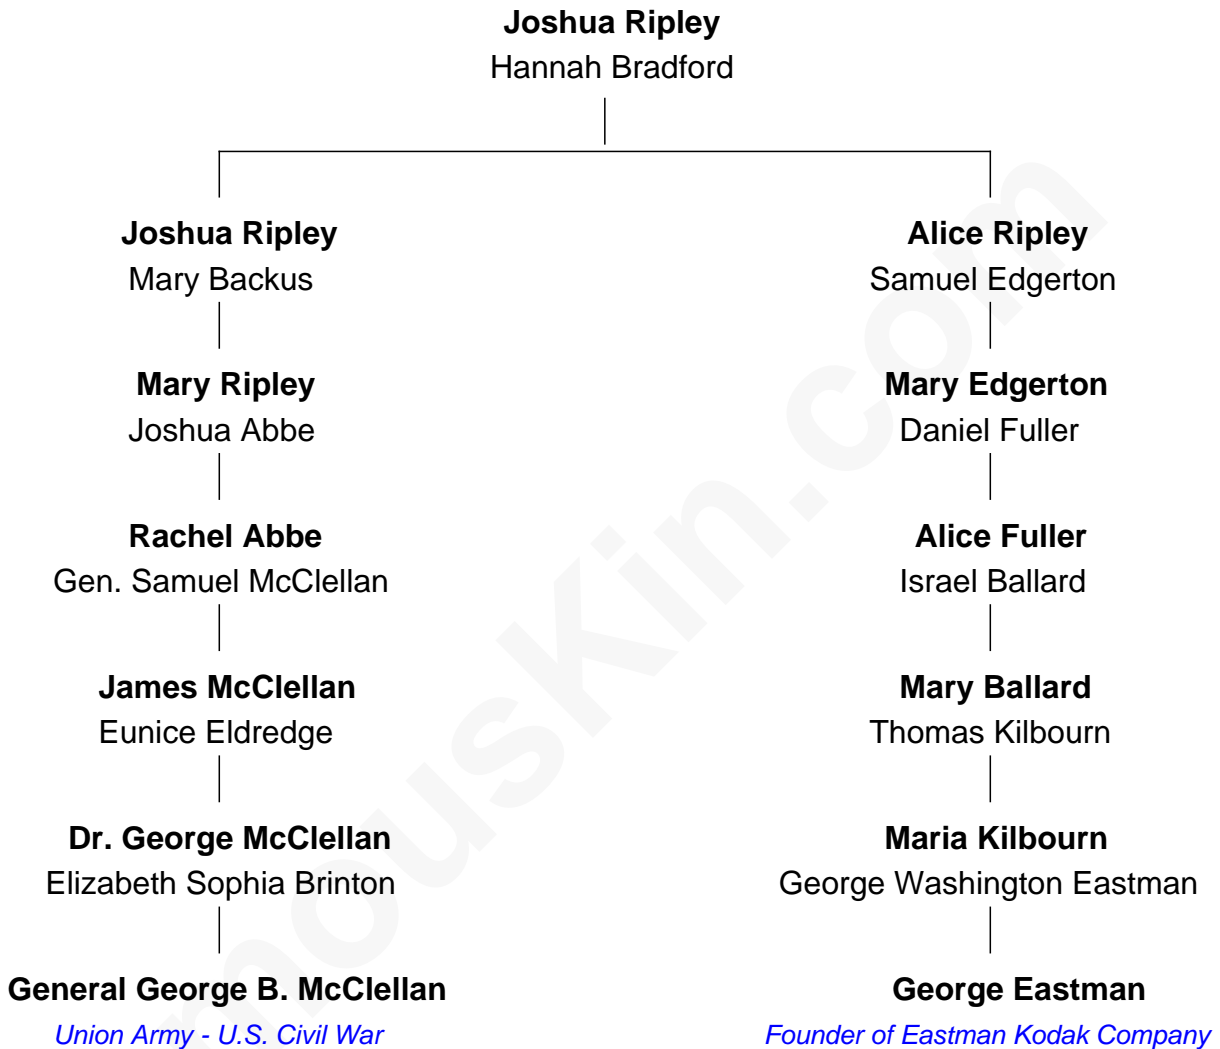 Joshua Ripley
Hannah Bradford
Joshua Ripley
Mary Backus
Alice Ripley
Samuel Edgerton
Mary Ripley
Joshua Abbe
Mary Edgerton
Daniel Fuller
Rachel Abbe
Gen. Samuel McClellan
Alice Fuller
Israel Ballard
James McClellan
Eunice Eldredge
Mary Ballard
Thomas Kilbourn
Dr. George McClellan
Elizabeth Sophia Brinton
Maria Kilbourn
George Washington Eastman
General George B. McClellan
Union Army - U.S. Civil War
George Eastman
Founder of Eastman Kodak Company
mousKin.com